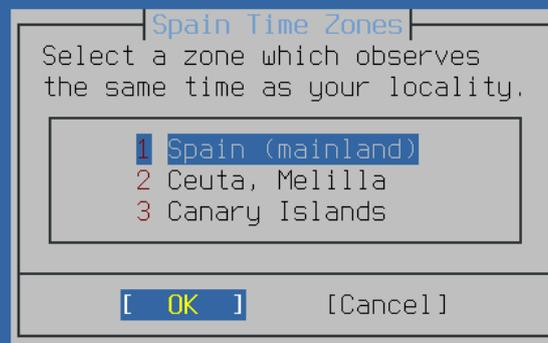 Spain Time Zones
Select a zone which observes
the same time as your locality.
1 Spain (mainland)
2 Ceuta, Melilla
3 Canary Islands
[ OK ] [Cancel]